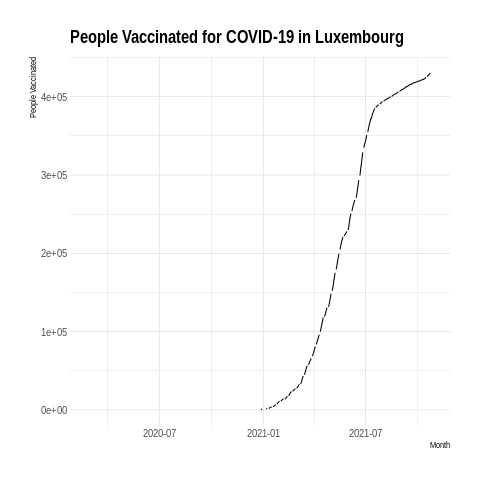 People Vaccinated for COVID-19 in Luxembourg
People Vaccinated
4e+05
3e+05
2e+05
1e+05
0e+00
2020-07 2021-01 2021-07
Month